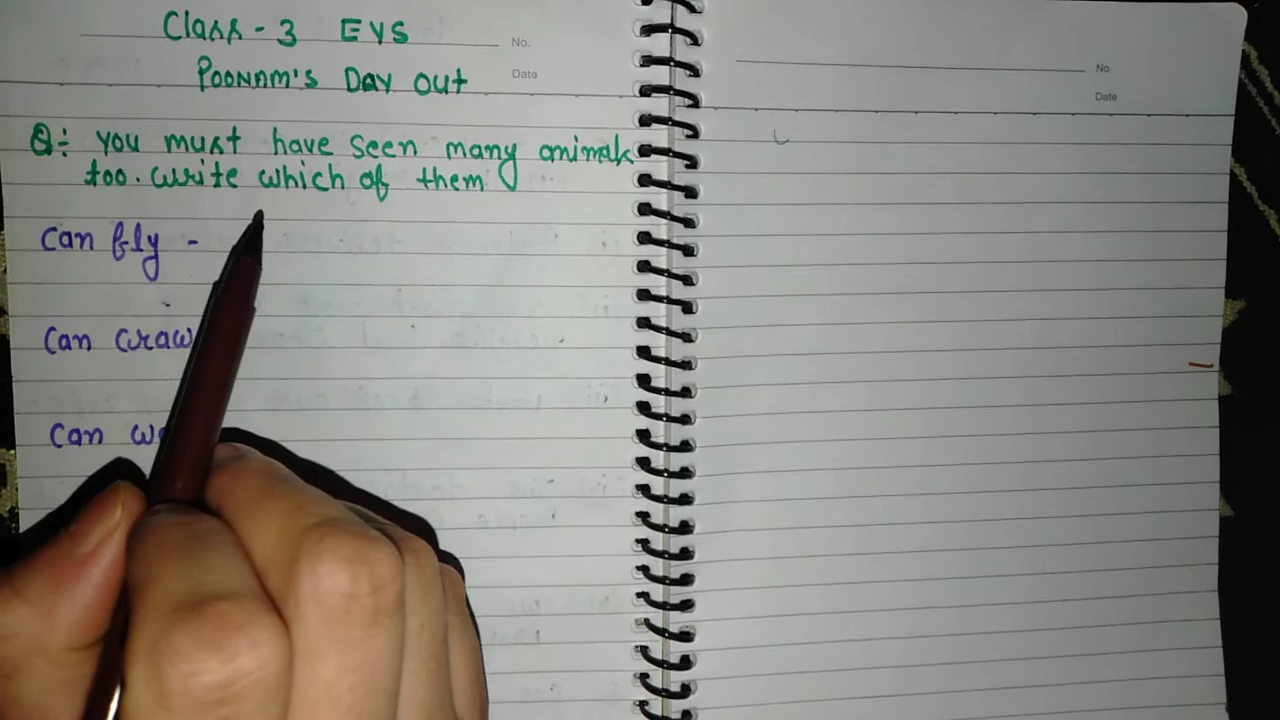 Class - 3 EVS
No.
POONAM'S DAY OUT
Date
Q:- you must have seen many animals
too. write which of them
Can fly -
Can craw
Can w
No
Date